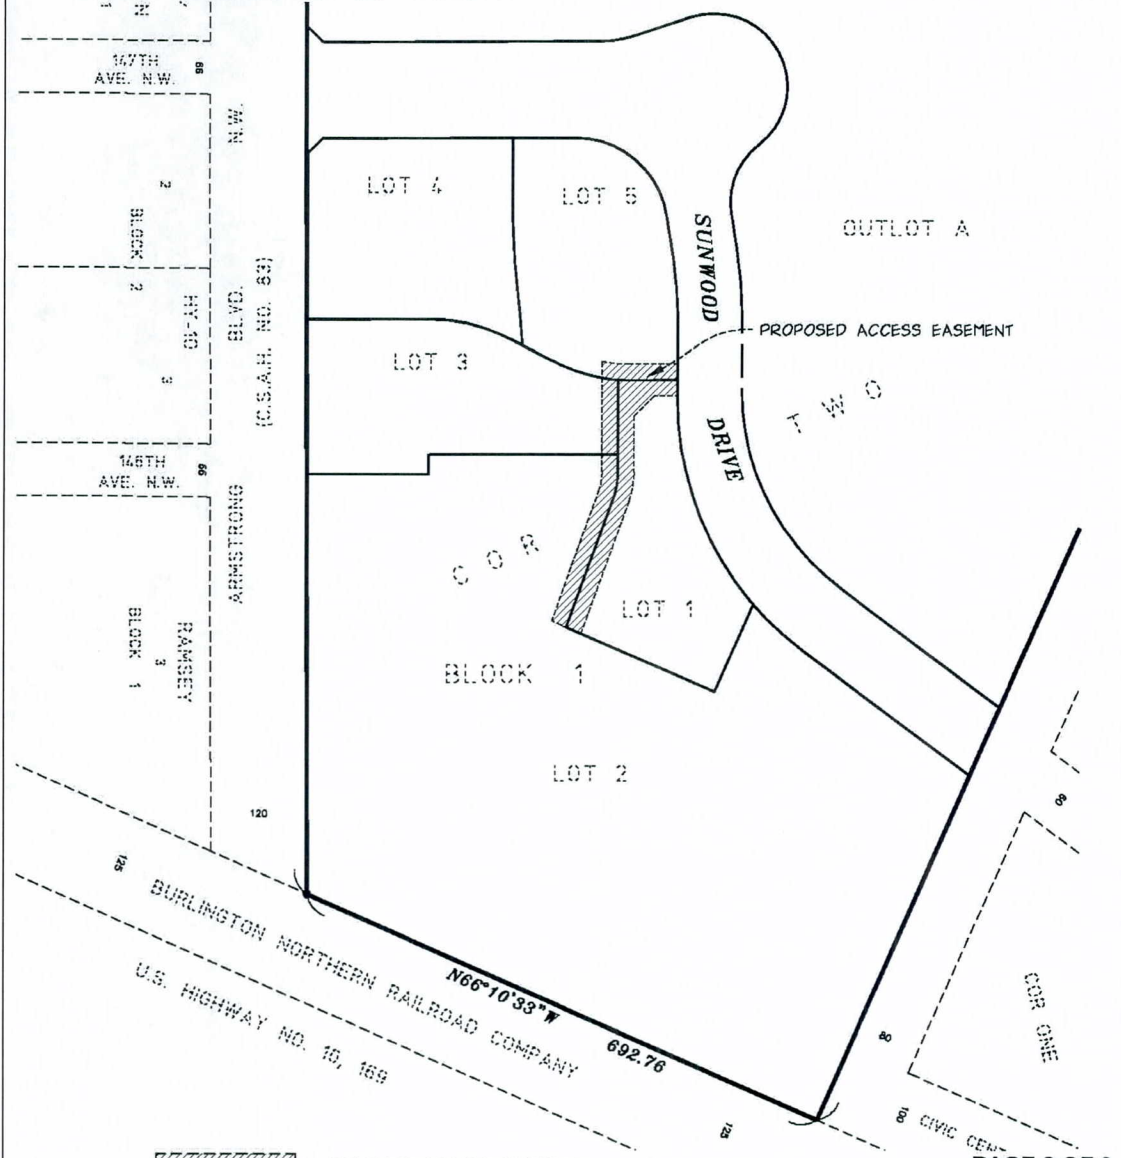 147TH
AVE. N.W.
66
N.W.
2
BLOCK 2
LOT 4
LOT 5
SUNWOOD
OUTLOT A
HY-10
3
BLVD.
(C.S.A.H. NO. 83)
PROPOSED ACCESS EASEMENT
LOT 3
T W O
DRIVE
146TH
AVE. N.W.
66
ARMSTRONG
C O R
LOT 1
RAMSEY
3
BLOCK 1
BLOCK 1
LOT 2
60
120
125
BURLINGTON NORTHERN RAILROAD COMPANY
N66°10'33"W
692.76
U.S. HIGHWAY NO. 10, 169
COR ONE
80
100
CIVIC
125